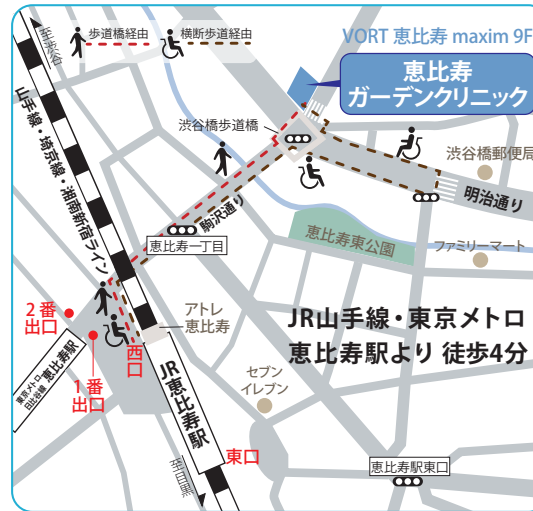 至渋谷
歩道橋経由
横断歩道経由
VORT 恵比寿 maxim 9F
恵比寿
ガーデンクリニック
山手線・埼京線・湘南新宿ライン
渋谷橋歩道橋
渋谷橋郵便局
明治通り
駒沢通り
恵比寿一丁目
恵比寿東公園
ファミリーマート
2番
出口
アトレ
恵比寿
JR山手線・東京メトロ
恵比寿駅より 徒歩4分
東京メトロ
日比谷線
恵比寿駅
1番
出口
西口
JR恵比寿駅
セブン
イレブン
東口
恵比寿駅東口
至目黒